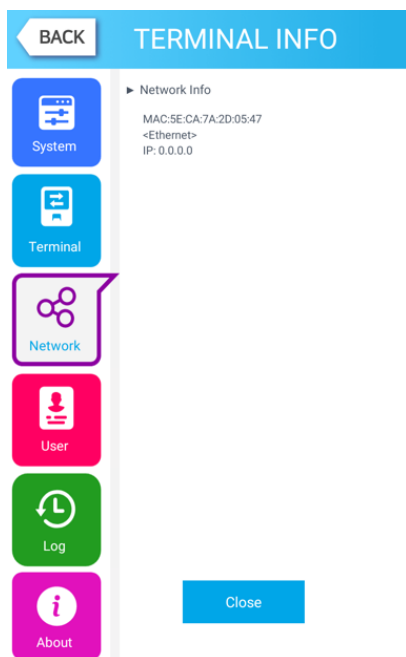 BACK
TERMINAL INFO
System
Terminal
Network
User
Log
About
► Network Info
MAC:5E:CA:7A:2D:05:47
<Ethernet>
IP: 0.0.0.0
Close